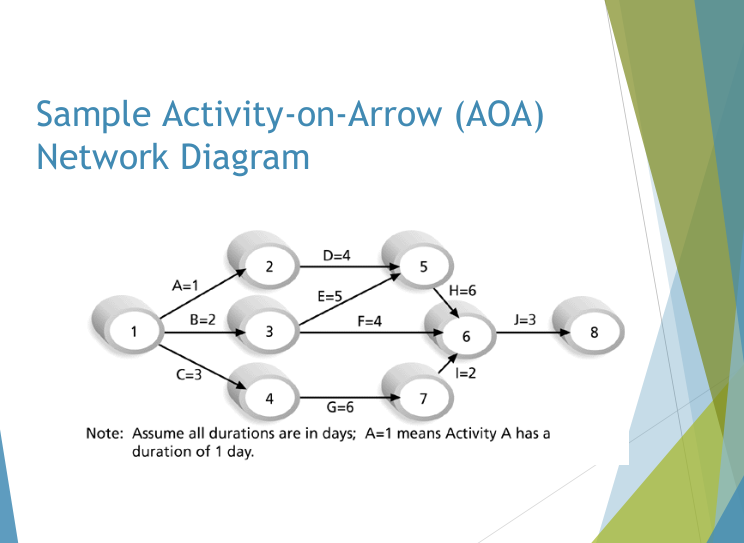 Sample Activity-on-Arrow (AOA)
Network Diagram
2
D=4
5
A=1
E=5
H=6
1
B=2
3
F=4
6
J=3
8
C=3
I=2
4
G=6
7
Note: Assume all durations are in days; A=1 means Activity A has a
duration of 1 day.